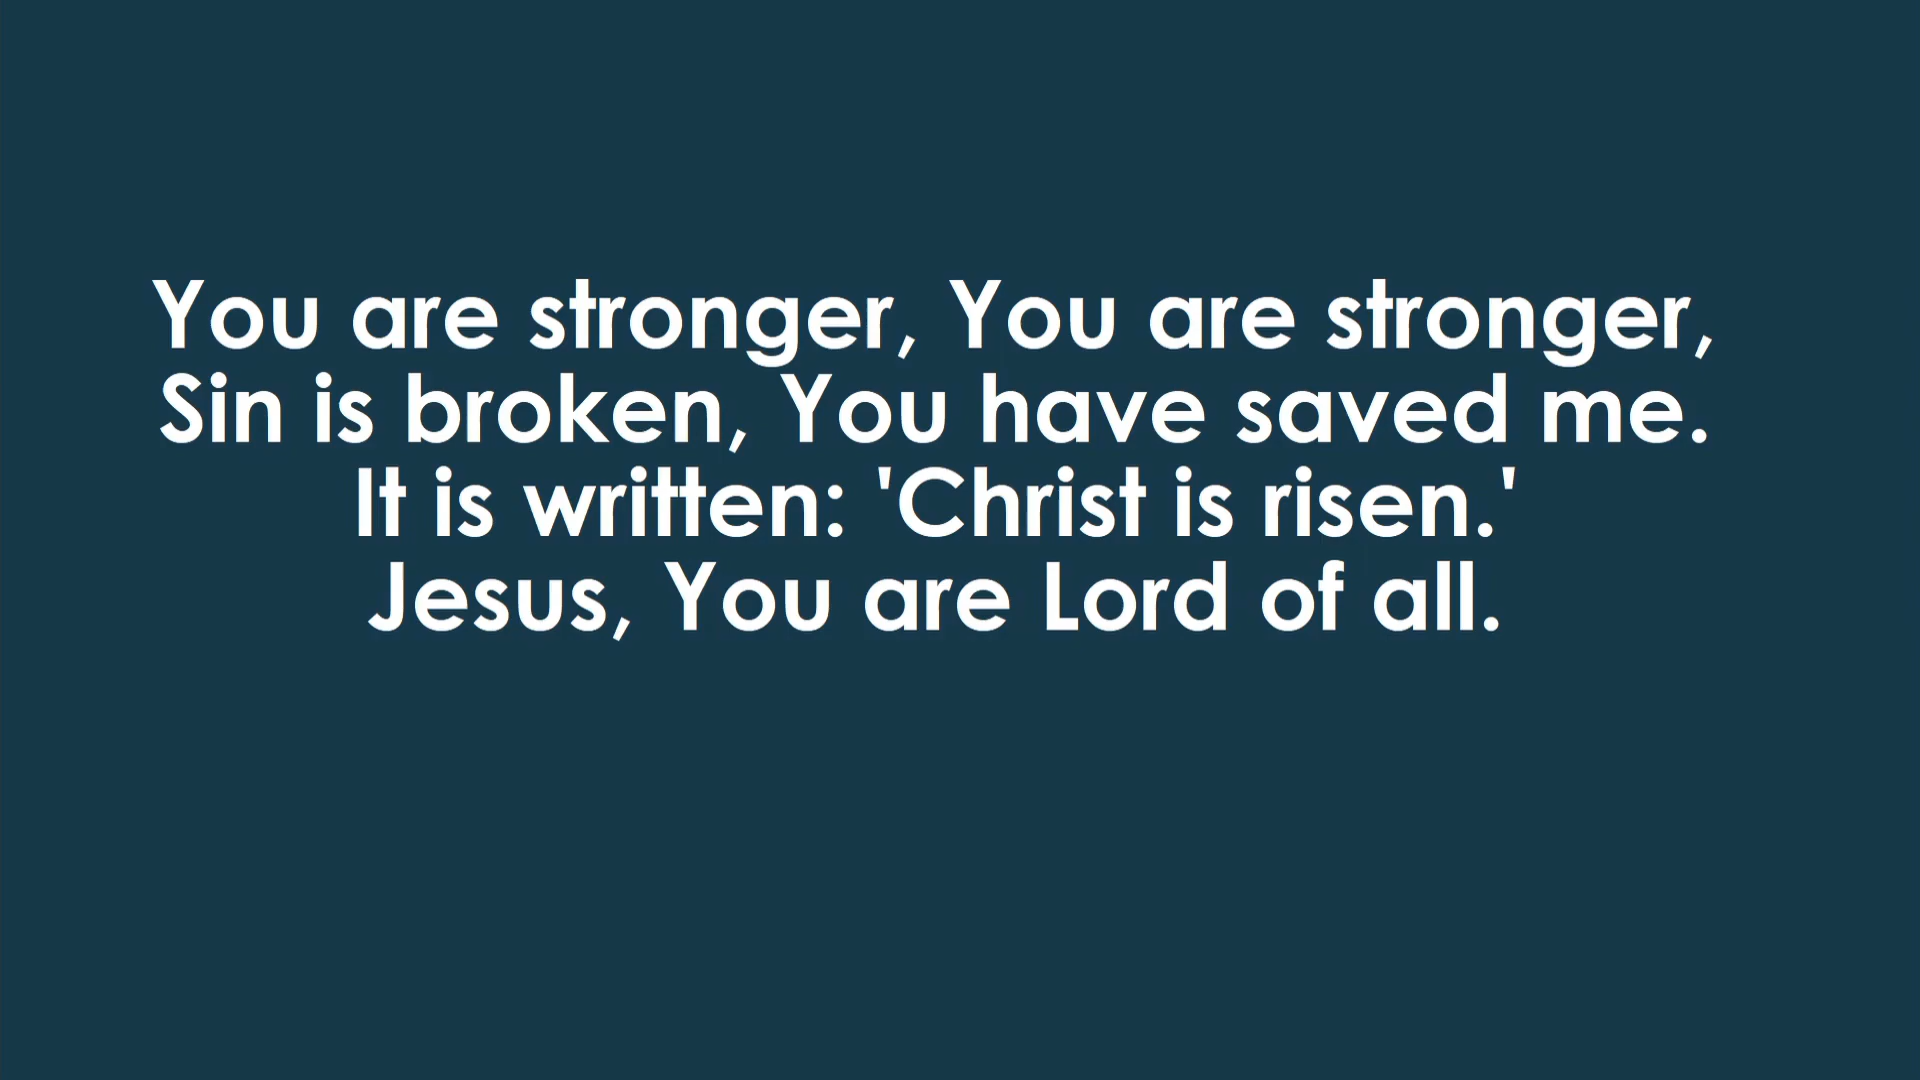 You are stronger, You are stronger,
Sin is broken, You have saved me.
It is written: 'Christ is risen.'
Jesus, You are Lord of all.